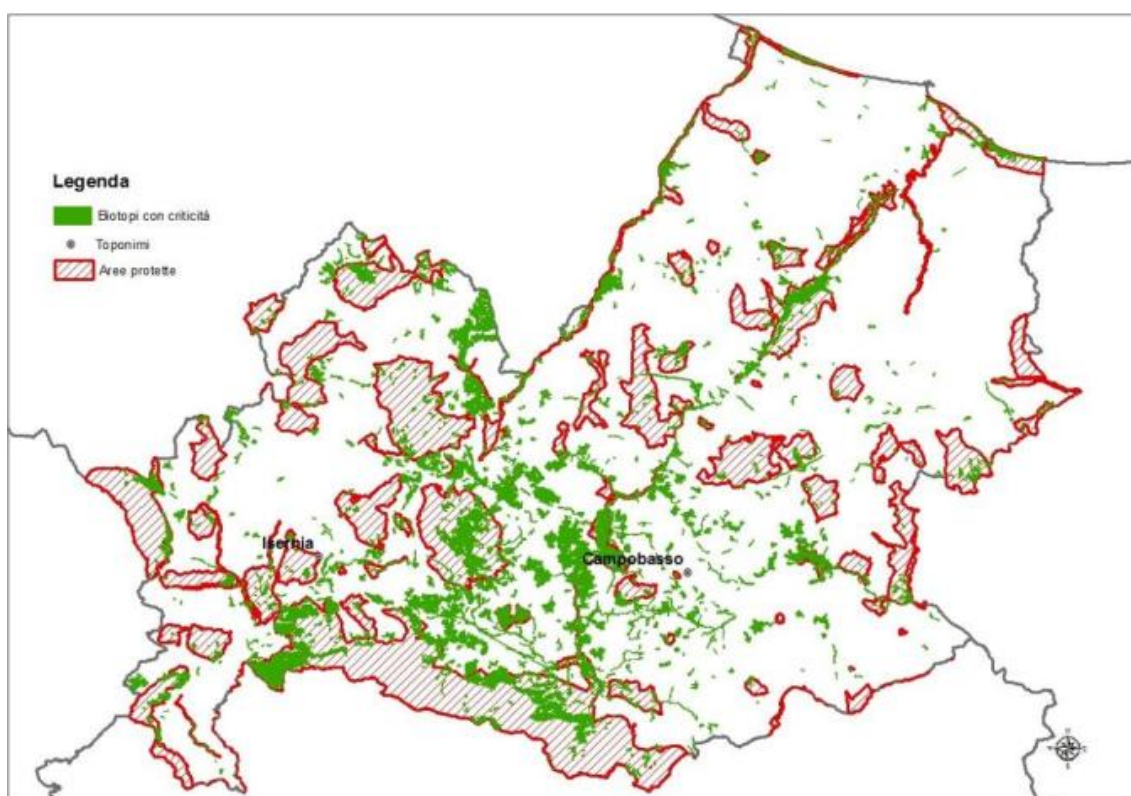 Legenda
Biotopi con criticità
Toponimi
Aree protette
Isernia
Campobasso